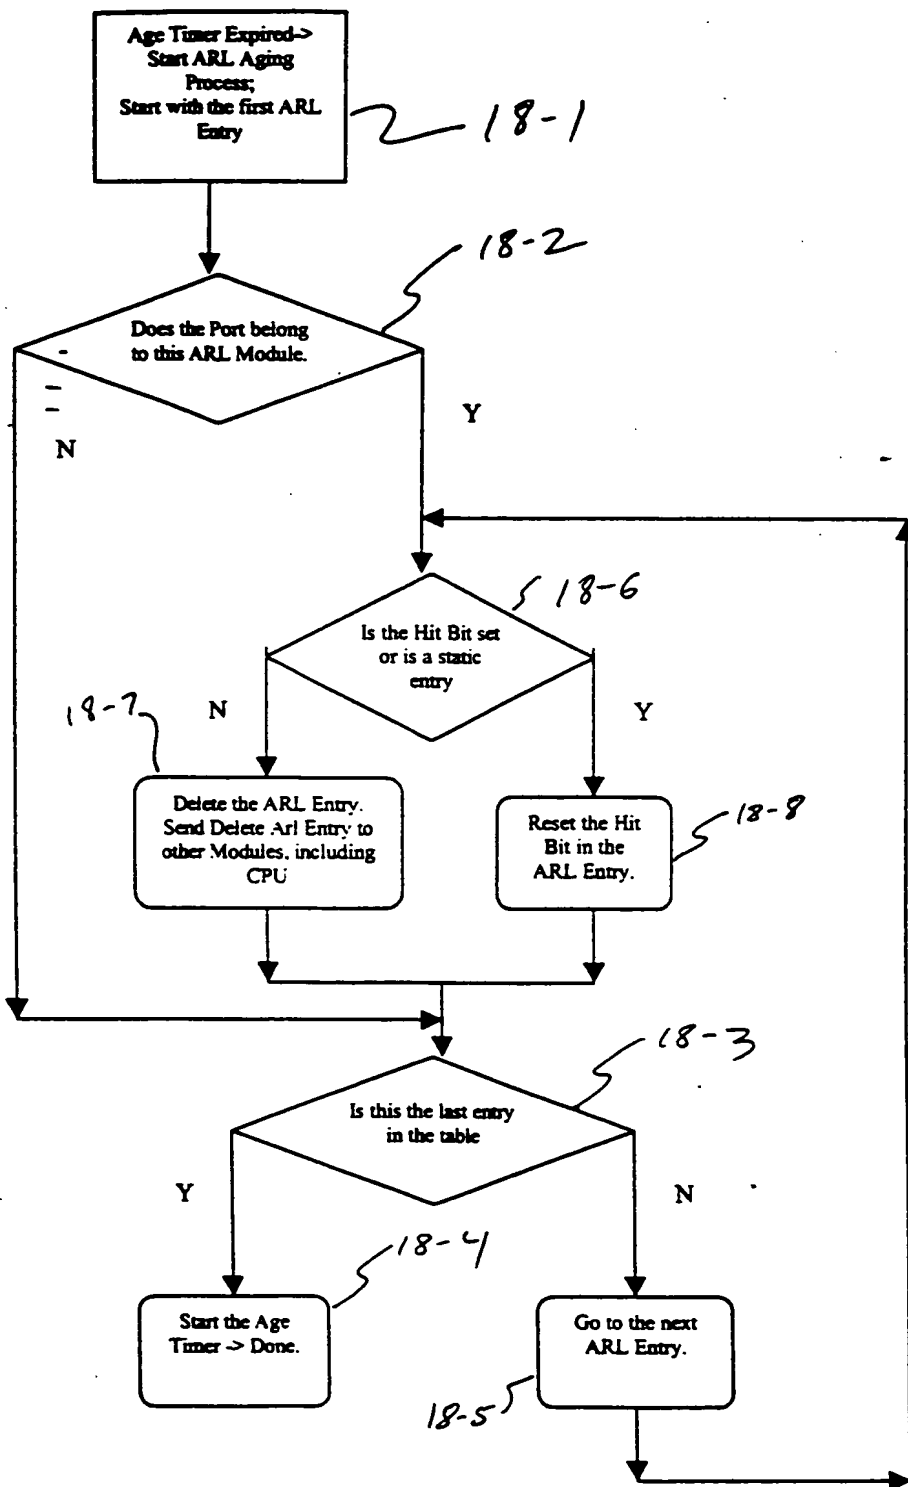 Age Timer Expired->
Start ARL Aging
Process;
Start with the first ARL
Entry
18-1
18-2
Does the Port belong
to this ARL Module.
N
Y
18-6
Is the Hit Bit set
or is a static
entry
N
Y
18-7
Delete the ARL Entry.
Send Delete Arl Entry to
other Modules, including
CPU
18-8
Reset the Hit
Bit in the
ARL Entry.
18-3
Is this the last entry
in the table
Y
N
18-4
Start the Age
Timer -> Done.
Go to the next
ARL Entry.
18-5